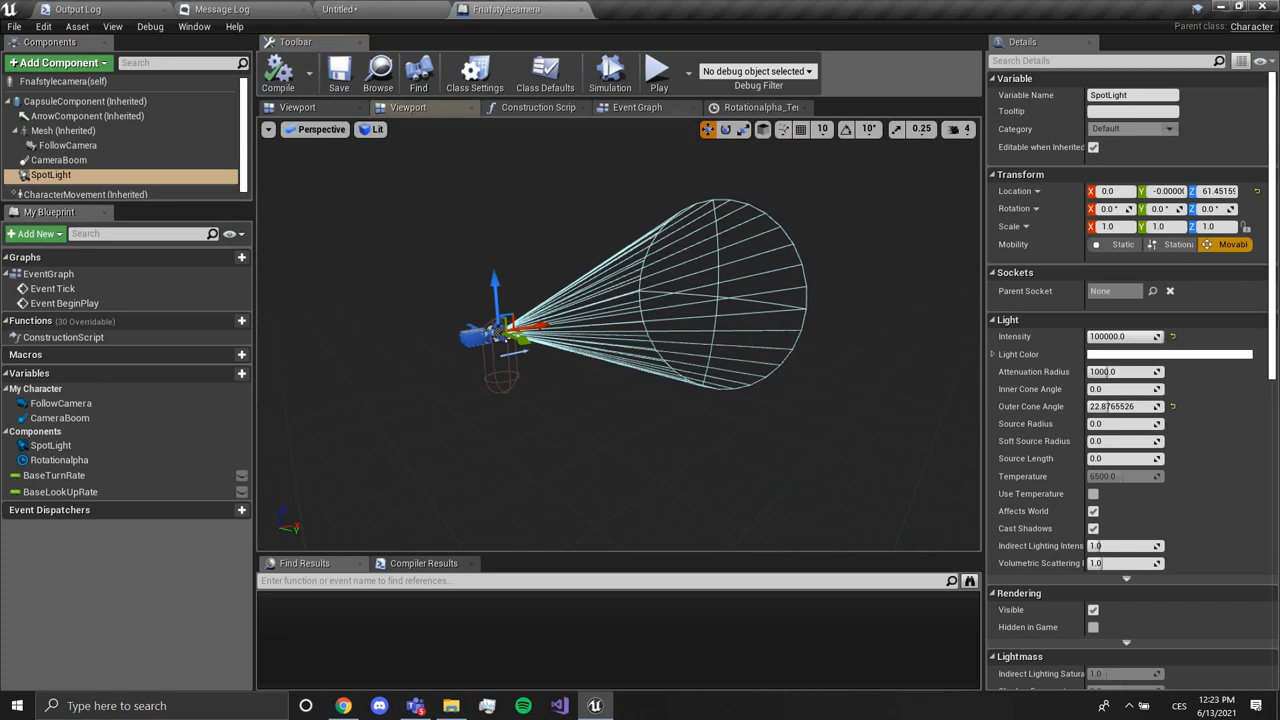 Output Log
Message Log
Untitled*
Fnafstylecamera
File Edit Asset View Debug Window Help
Parent class: Character
Components
Toolbar
Details
Add Component
Search
Search Details
Fnafstylecamera(self)
CapsuleComponent (Inherited)
ArrowComponent (Inherited)
Mesh (Inherited)
FollowCamera
CameraBoom
SpotLight
CharacterMovement (Inherited)
Compile
Save
Browse
Find
Class Settings
Class Defaults
Simulation
Play
No debug object selected
Debug Filter
Viewport
Viewport
Construction Scrip
Event Graph
Rotationalpha_Te
Perspective
Lit
10
10°
0.25
4
My Blueprint
Add New
Search
Graphs
EventGraph
Event Tick
Event BeginPlay
Functions (30 Overridable)
ConstructionScript
Macros
Variables
My Character
FollowCamera
CameraBoom
Components
SpotLight
Rotationalpha
BaseTurnRate
BaseLookUpRate
Event Dispatchers
Find Results
Compiler Results
Enter function or event name to find references...
Variable
Variable Name SpotLight
Tooltip
Category Default
Editable when Inherited
Transform
Location X 0.0 Y -0.00000 Z 61.45159
Rotation X 0.0 ° Y 0.0 ° Z 0.0 °
Scale X 1.0 Y 1.0 Z 1.0
Mobility Static Stationa Movabl
Sockets
Parent Socket None
Light
Intensity 100000.0
Light Color
Attenuation Radius 1000.0
Inner Cone Angle 0.0
Outer Cone Angle 22.8765526
Source Radius 0.0
Soft Source Radius 0.0
Source Length 0.0
Temperature 6500.0
Use Temperature
Affects World
Cast Shadows
Indirect Lighting Intens 1.0
Volumetric Scattering I 1.0
Rendering
Visible
Hidden in Game
Lightmass
Indirect Lighting Satura 1.0
Type here to search
CES
12:23 PM
6/13/2021